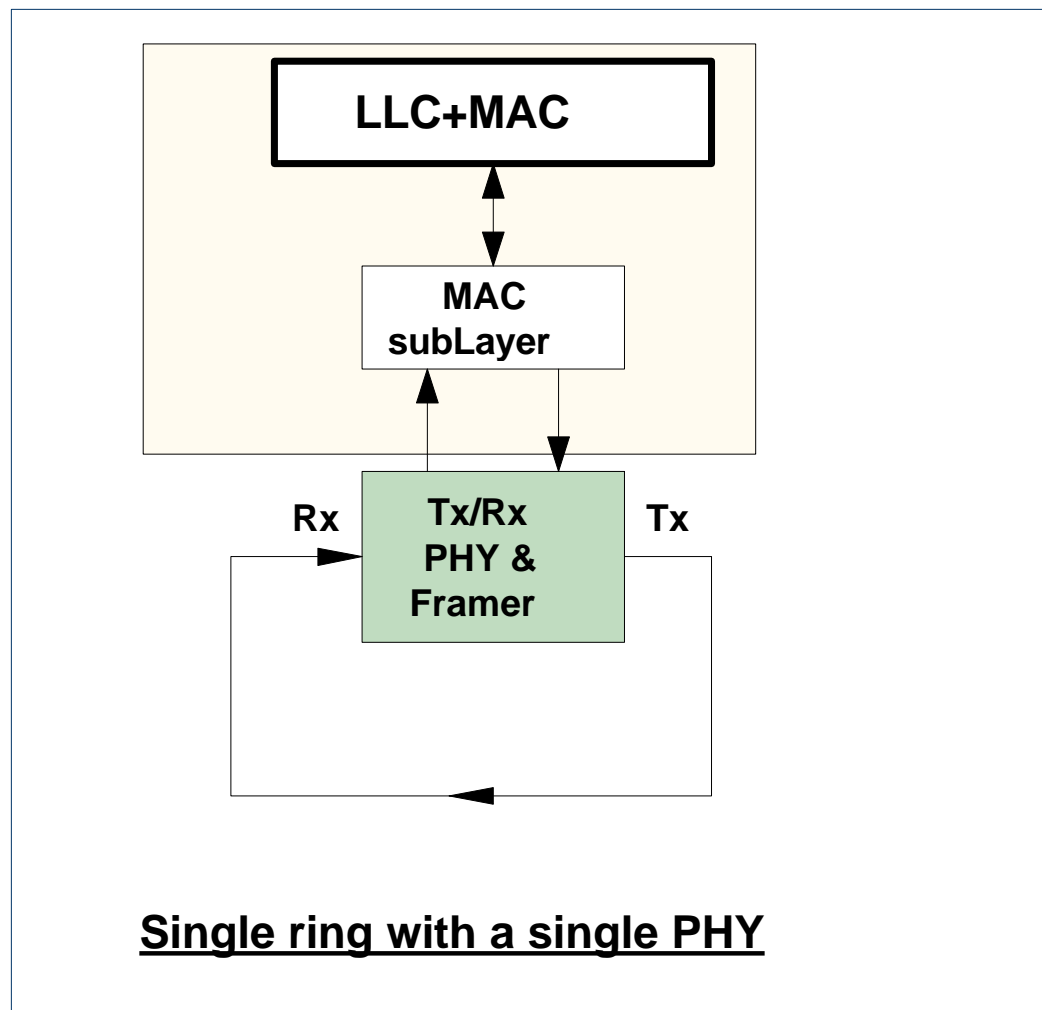 LLC+MAC
MAC
subLayer
Rx
Tx/Rx
PHY &
Framer
Tx
Single ring with a single PHY